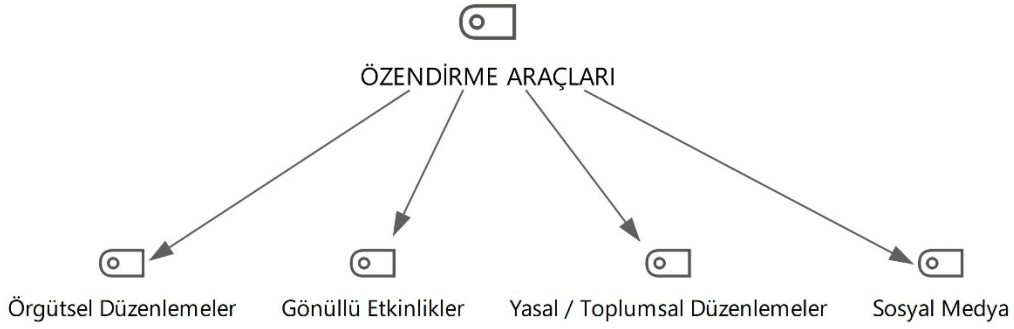 ÖZENDİRME ARAÇLARI
Örgütsel Düzenlemeler
Gönüllü Etkinlikler
Yasal / Toplumsal Düzenlemeler
Sosyal Medya